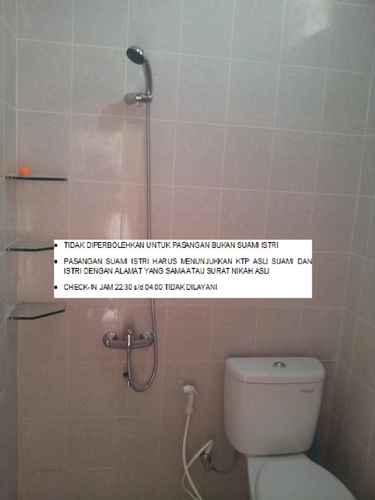 • TIDAK DIPERBOLEHKAN UNTUK PASANGAN BUKAN SUAMI ISTRI
• PASANGAN SUAMI ISTRI HARUS MENUNJUKKAN KTP ASLI SUAMI DAN
ISTRI DENGAN ALAMAT YANG SAMA ATAU SURAT NIKAH ASLI
• CHECK-IN JAM 22:30 s/d 04:00 TIDAK DILAYANI